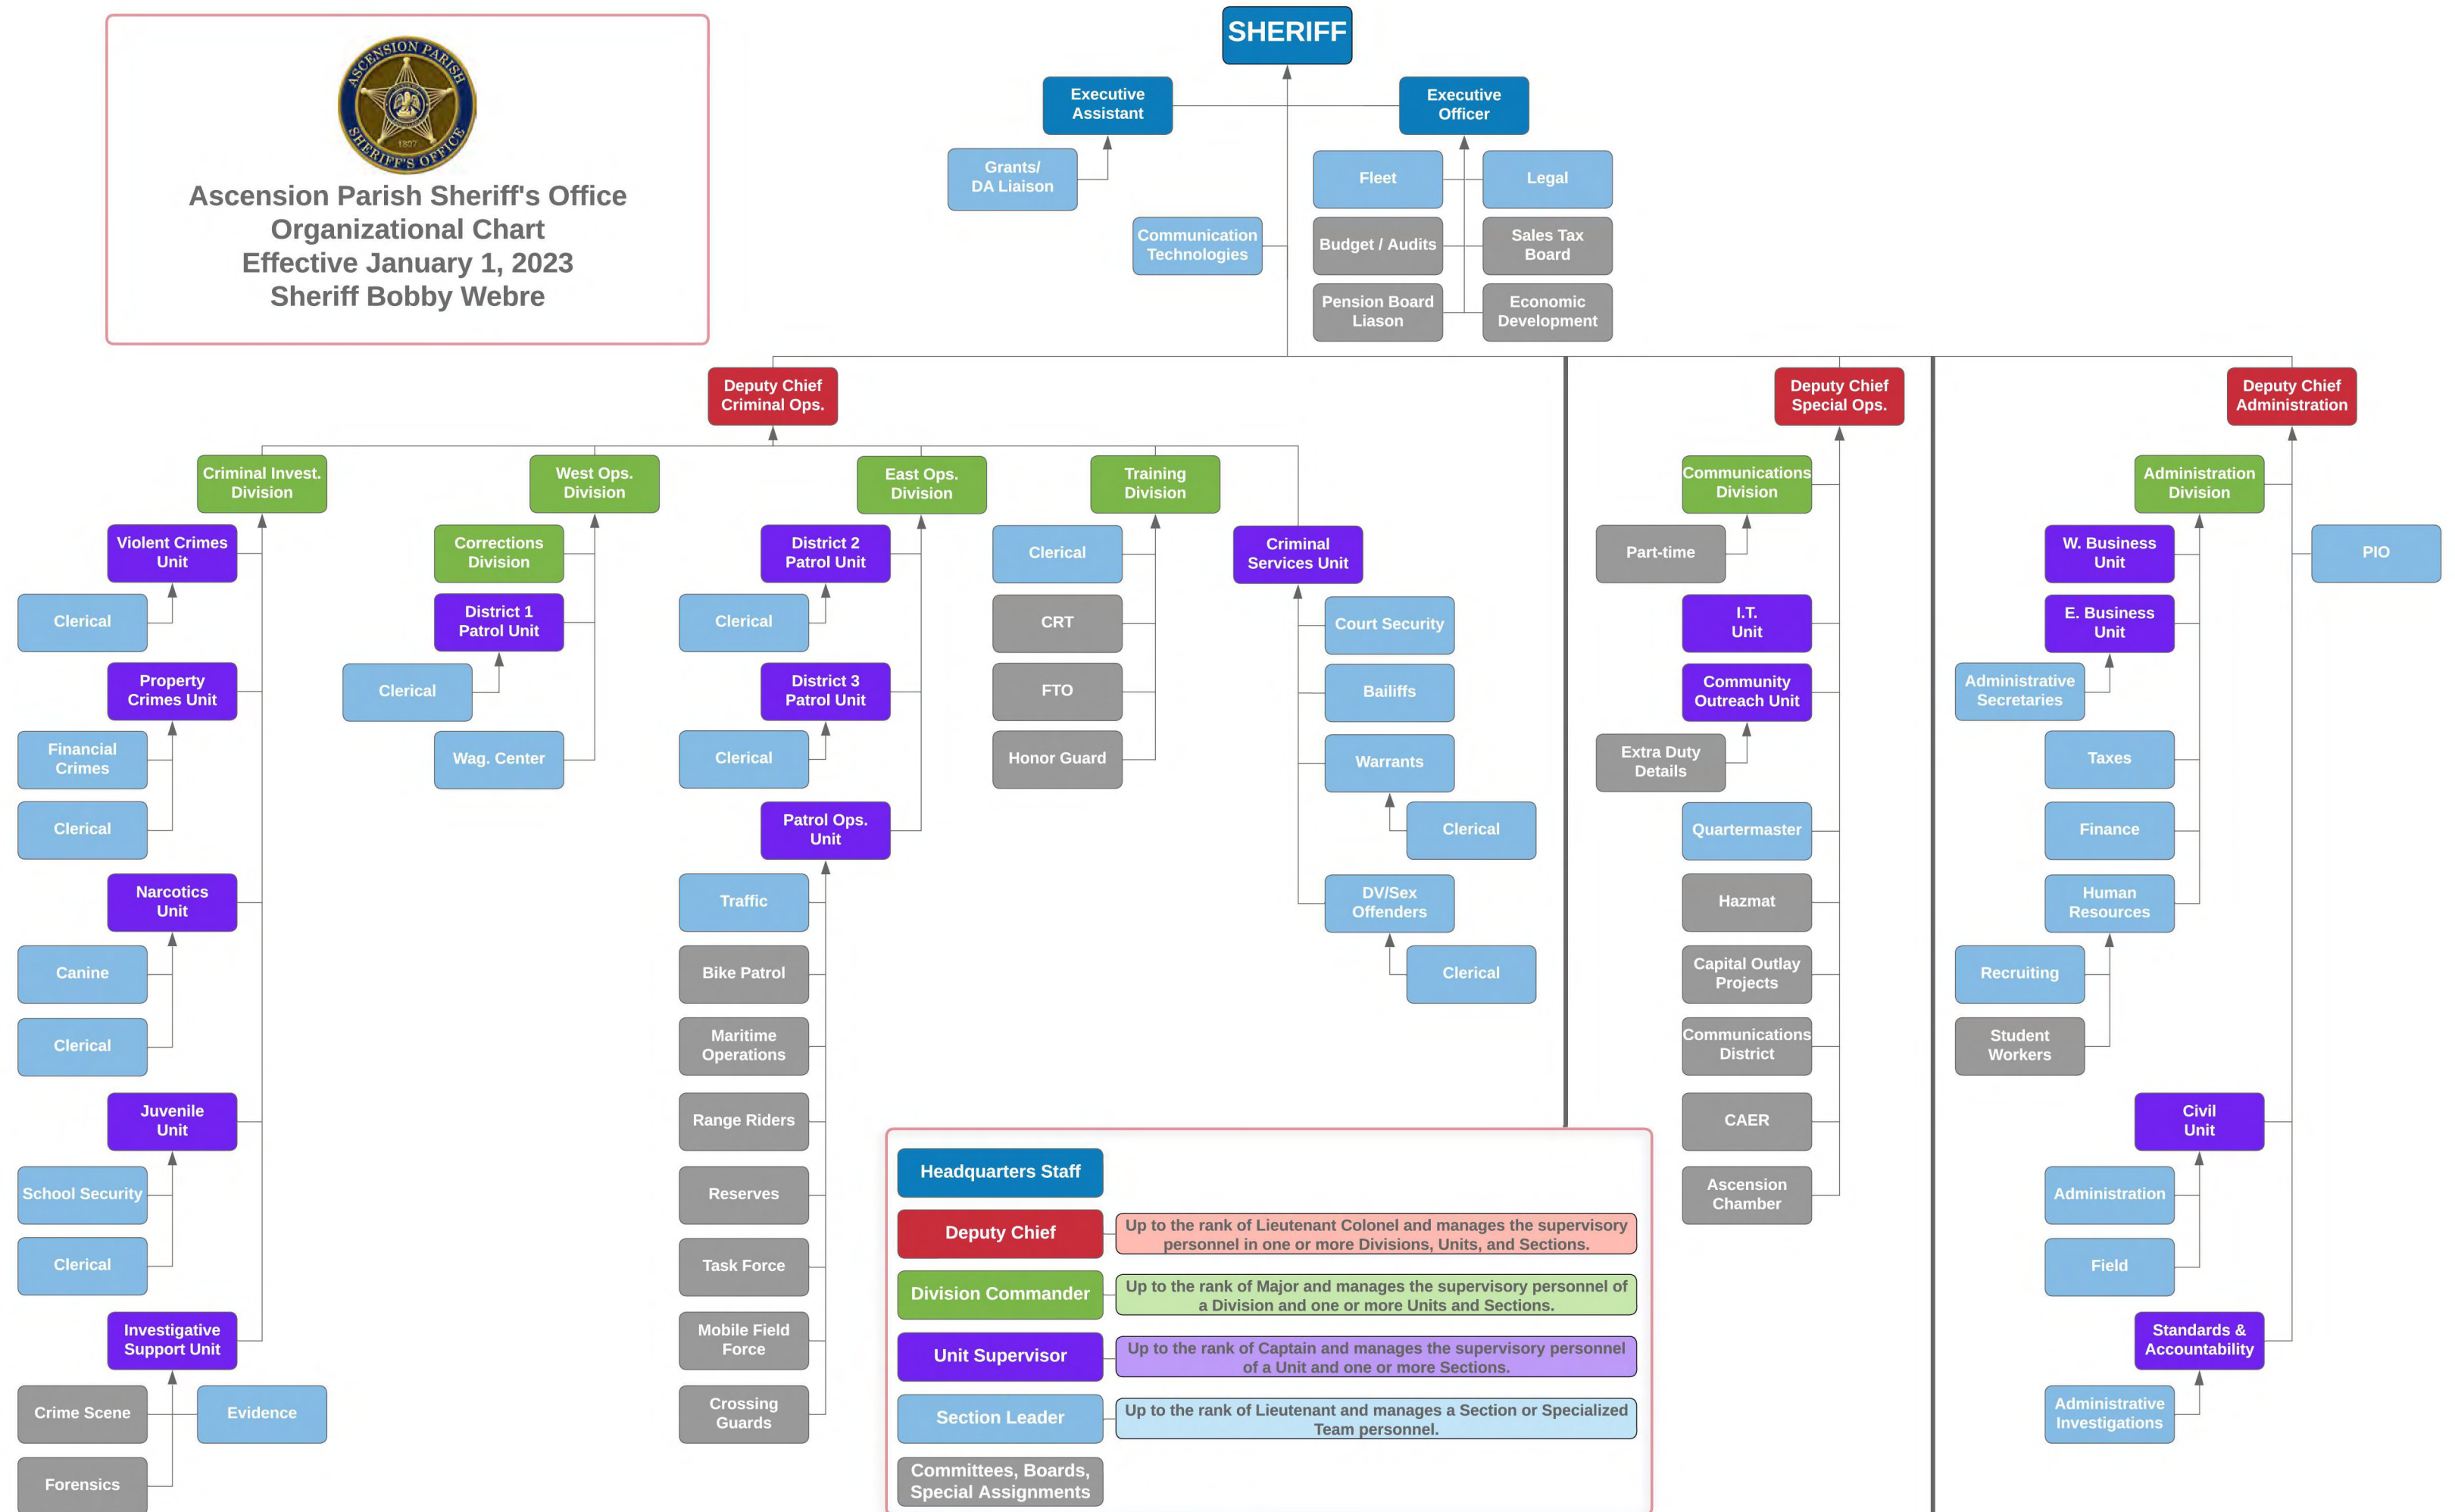 ASCENSION PARISH
SHERIFF'S OFFICE
1807
Ascension Parish Sheriff's Office
Organizational Chart
Effective January 1, 2023
Sheriff Bobby Webre
SHERIFF
Executive
Assistant
Executive
Officer
Grants/
DA Liaison
Communication
Technologies
Fleet
Legal
Budget / Audits
Sales Tax
Board
Pension Board
Liason
Economic
Development
Deputy Chief
Criminal Ops.
Deputy Chief
Special Ops.
Deputy Chief
Administration
Criminal Invest.
Division
Violent Crimes
Unit
Clerical
Property
Crimes Unit
Financial
Crimes
Clerical
Narcotics
Unit
Canine
Clerical
Juvenile
Unit
School Security
Clerical
Investigative
Support Unit
Crime Scene
Evidence
Forensics
West Ops.
Division
Corrections
Division
District 1
Patrol Unit
Clerical
Wag. Center
East Ops.
Division
District 2
Patrol Unit
Clerical
District 3
Patrol Unit
Clerical
Patrol Ops.
Unit
Traffic
Bike Patrol
Maritime
Operations
Range Riders
Reserves
Task Force
Mobile Field
Force
Crossing
Guards
Training
Division
Clerical
CRT
FTO
Honor Guard
Criminal
Services Unit
Court Security
Bailiffs
Warrants
Clerical
DV/Sex
Offenders
Clerical
Communications
Division
Part-time
I.T.
Unit
Community
Outreach Unit
Extra Duty
Details
Quartermaster
Hazmat
Capital Outlay
Projects
Communications
District
CAER
Ascension
Chamber
Administration
Division
PIO
W. Business
Unit
E. Business
Unit
Administrative
Secretaries
Taxes
Finance
Human
Resources
Recruiting
Student
Workers
Civil
Unit
Administration
Field
Standards &
Accountability
Administrative
Investigations
Headquarters Staff
Deputy Chief
Up to the rank of Lieutenant Colonel and manages the supervisory
personnel in one or more Divisions, Units, and Sections.
Division Commander
Up to the rank of Major and manages the supervisory personnel of
a Division and one or more Units and Sections.
Unit Supervisor
Up to the rank of Captain and manages the supervisory personnel
of a Unit and one or more Sections.
Section Leader
Up to the rank of Lieutenant and manages a Section or Specialized
Team personnel.
Committees, Boards,
Special Assignments